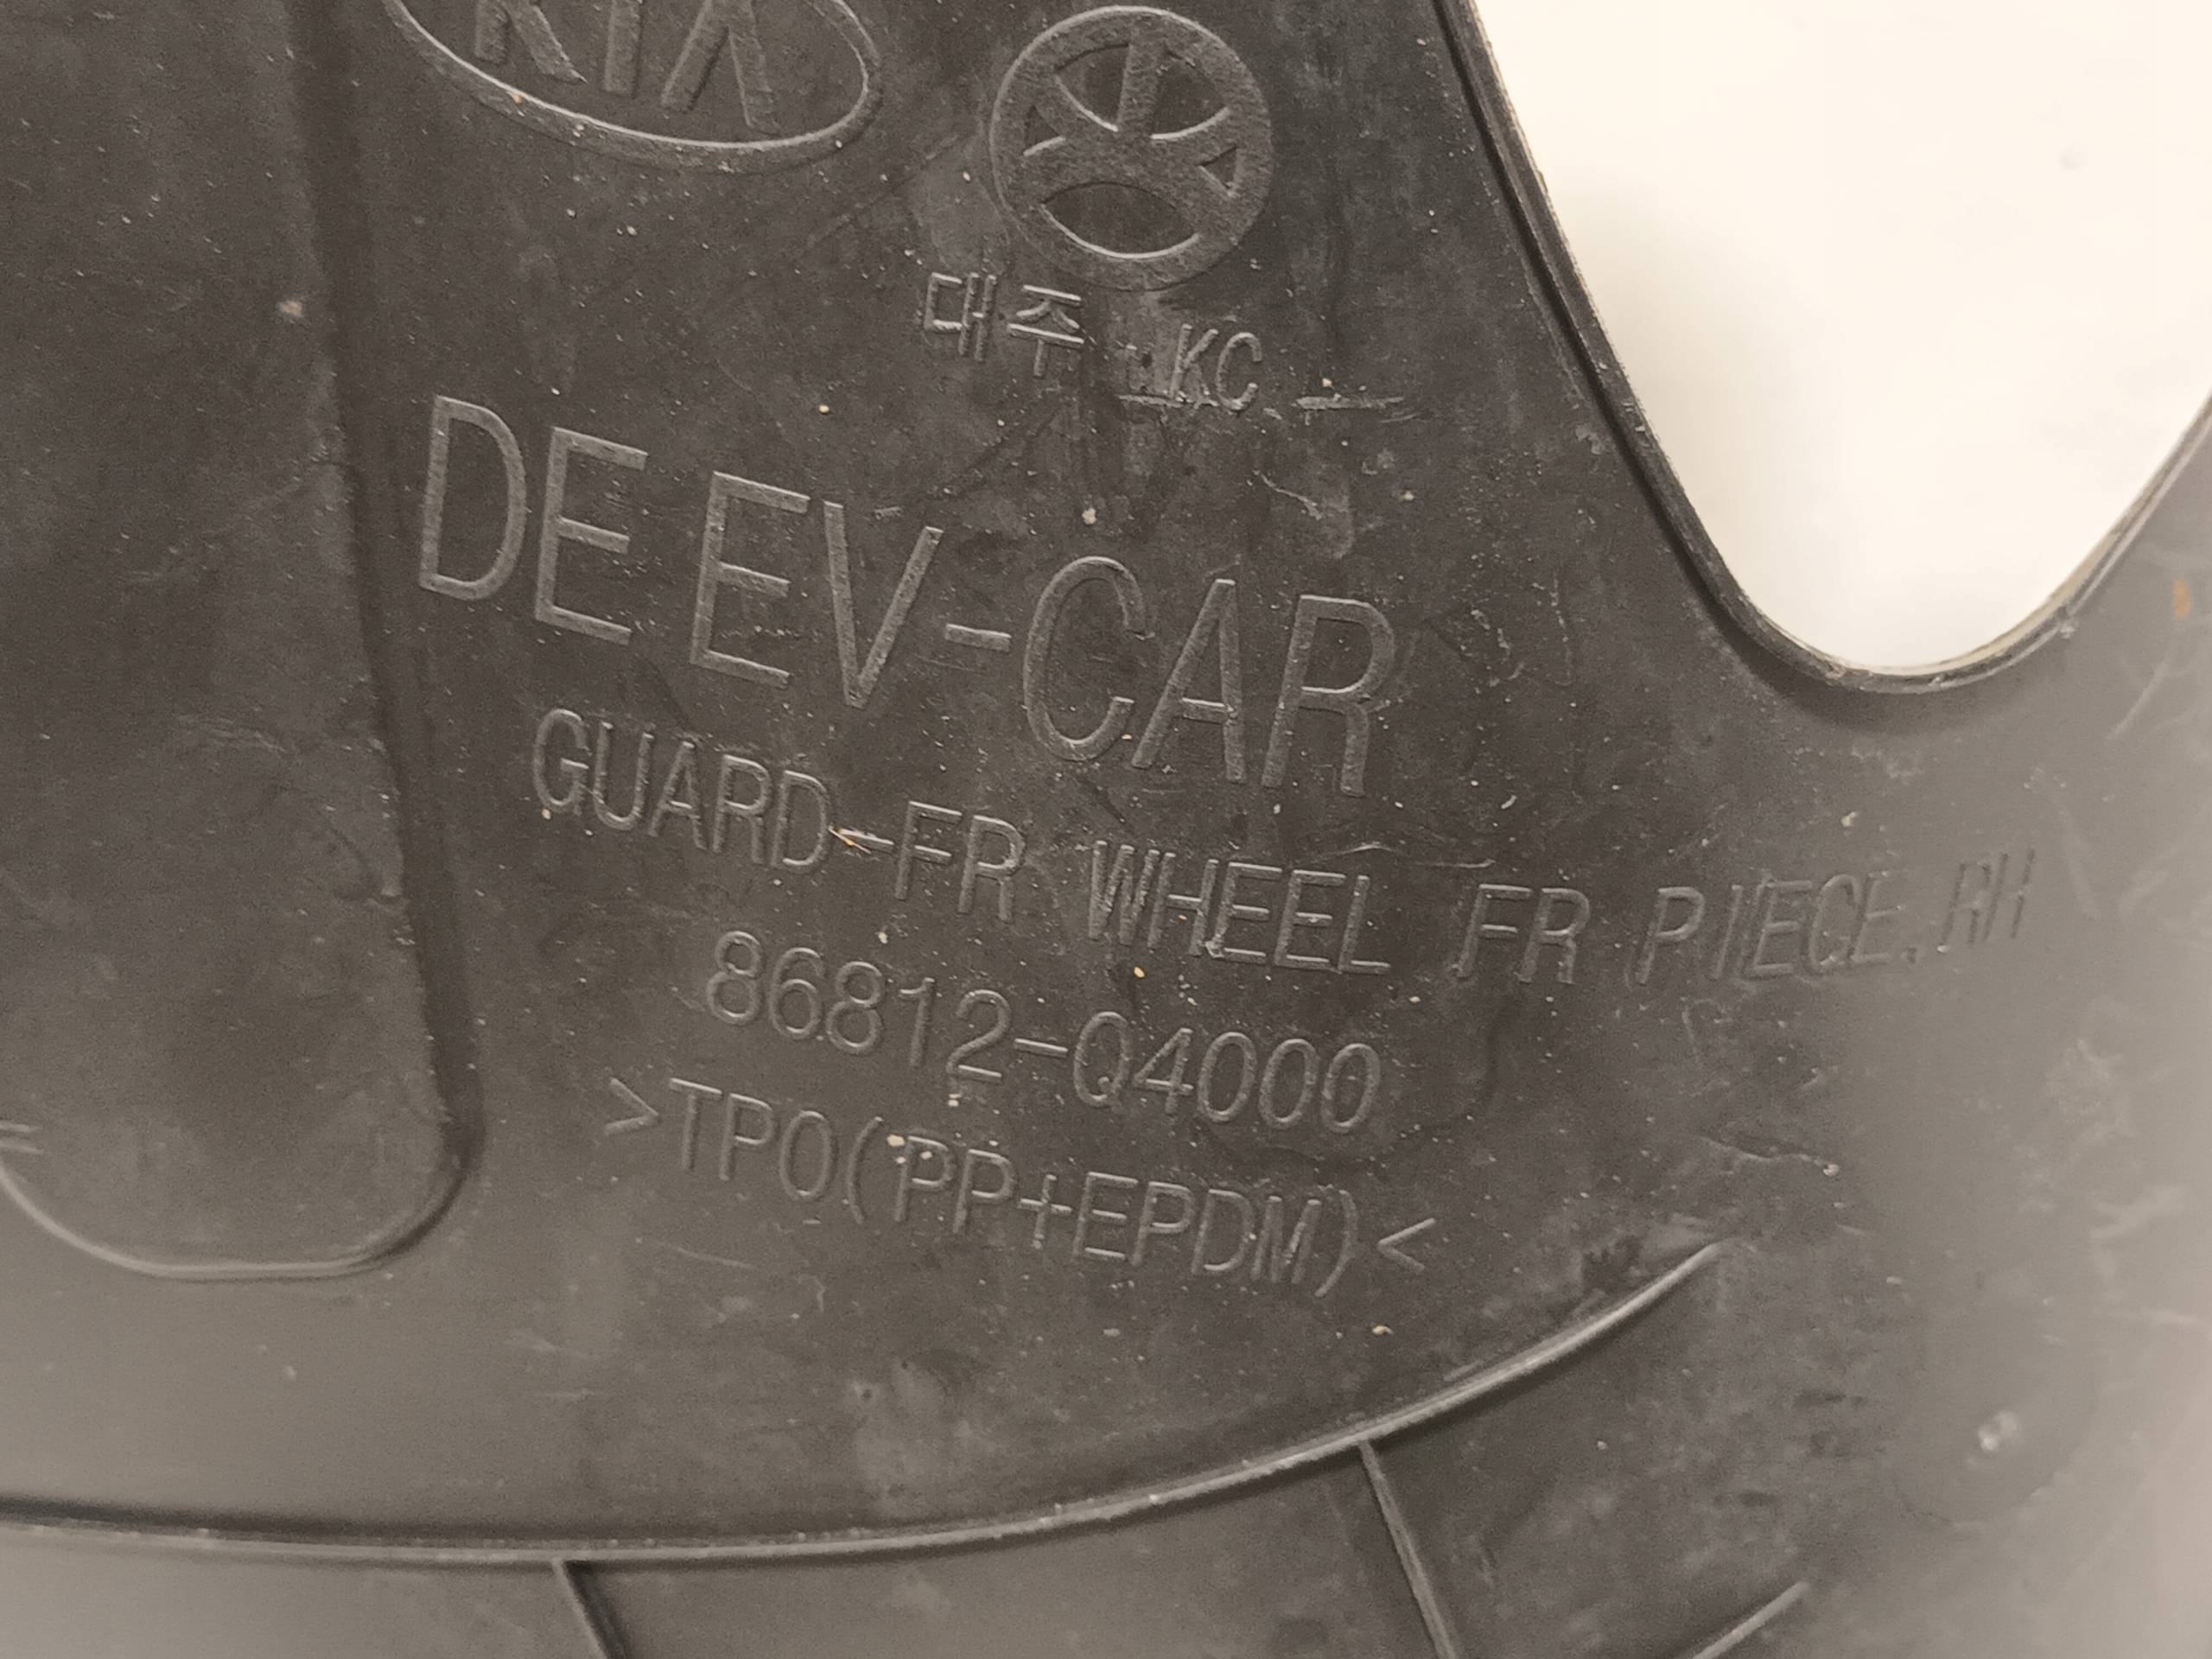 KIA
대주 KC
DE EV-CAR
GUARD-FR WHEEL FR PIECE,RH
86812-Q4000
>TPO(PP+EPDM)<